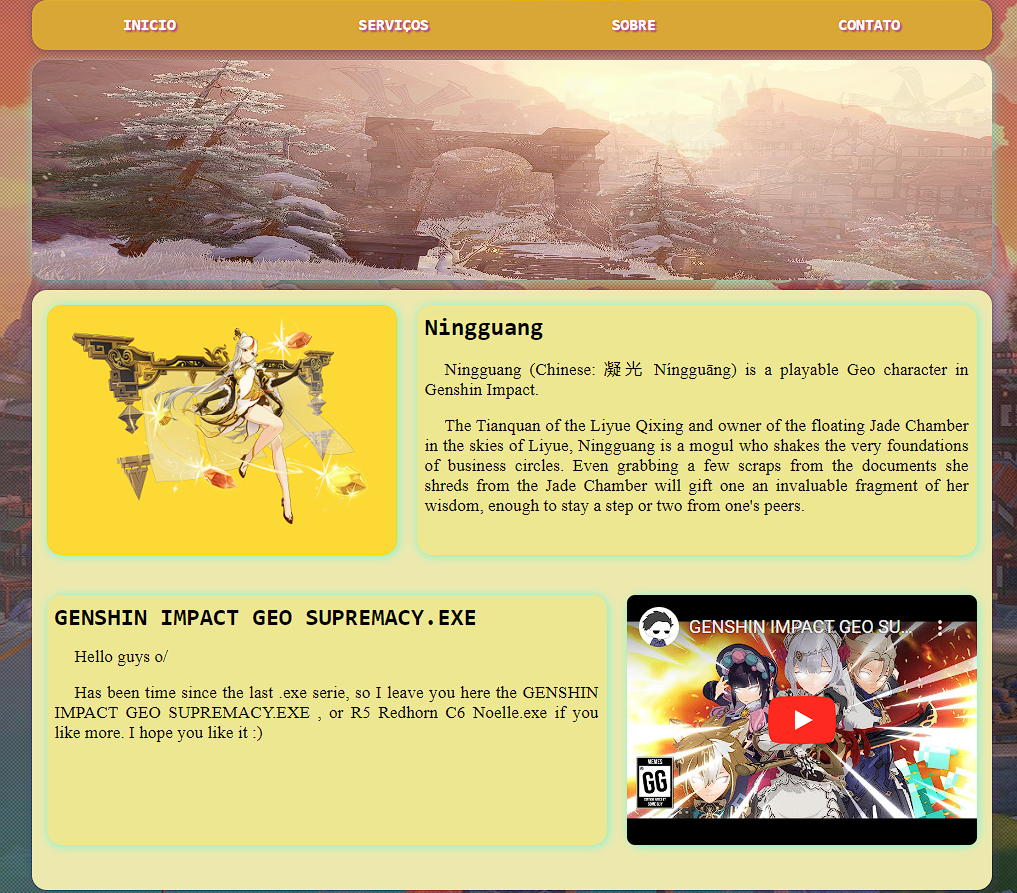 INICIO SERVIÇOS SOBRE CONTATO
Ningguang
Ningguang (Chinese: 凝光 Níngguāng) is a playable Geo character in
Genshin Impact.
The Tianquan of the Liyue Qixing and owner of the floating Jade Chamber
in the skies of Liyue, Ningguang is a mogul who shakes the very foundations
of business circles. Even grabbing a few scraps from the documents she
shreds from the Jade Chamber will gift one an invaluable fragment of her
wisdom, enough to stay a step or two from one's peers.
GENSHIN IMPACT GEO SUPREMACY.EXE
Hello guys o/
Has been time since the last .exe serie, so I leave you here the GENSHIN
IMPACT GEO SUPREMACY.EXE , or R5 Redhorn C6 Noelle.exe if you
like more. I hope you like it :)
GENSHIN IMPACT GEO SU...
MEMES
GG